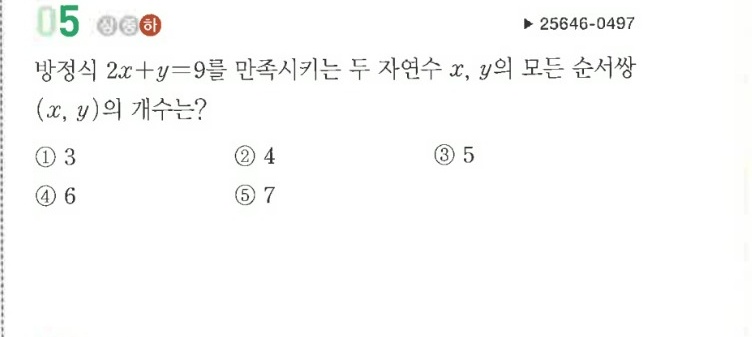 05 상중하
▶ 25646-0497
방정식 2x+y=9를 만족시키는 두 자연수 x, y의 모든 순서쌍
(x, y)의 개수는?
① 3 ② 4 ③ 5
④ 6 ⑤ 7